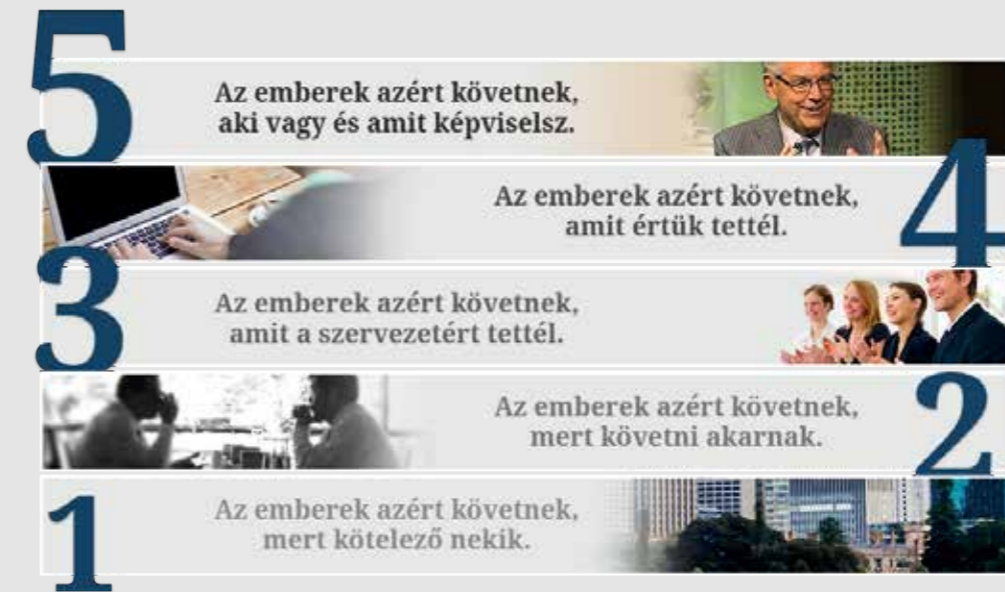 5
Az emberek azért követnek,
aki vagy és amit képviselsz.
Az emberek azért követnek,
amit értük tettél.
4
3
Az emberek azért követnek,
amit a szervezetért tettél.
Az emberek azért követnek,
mert követni akarnak.
2
1
Az emberek azért követnek,
mert kötelező nekik.